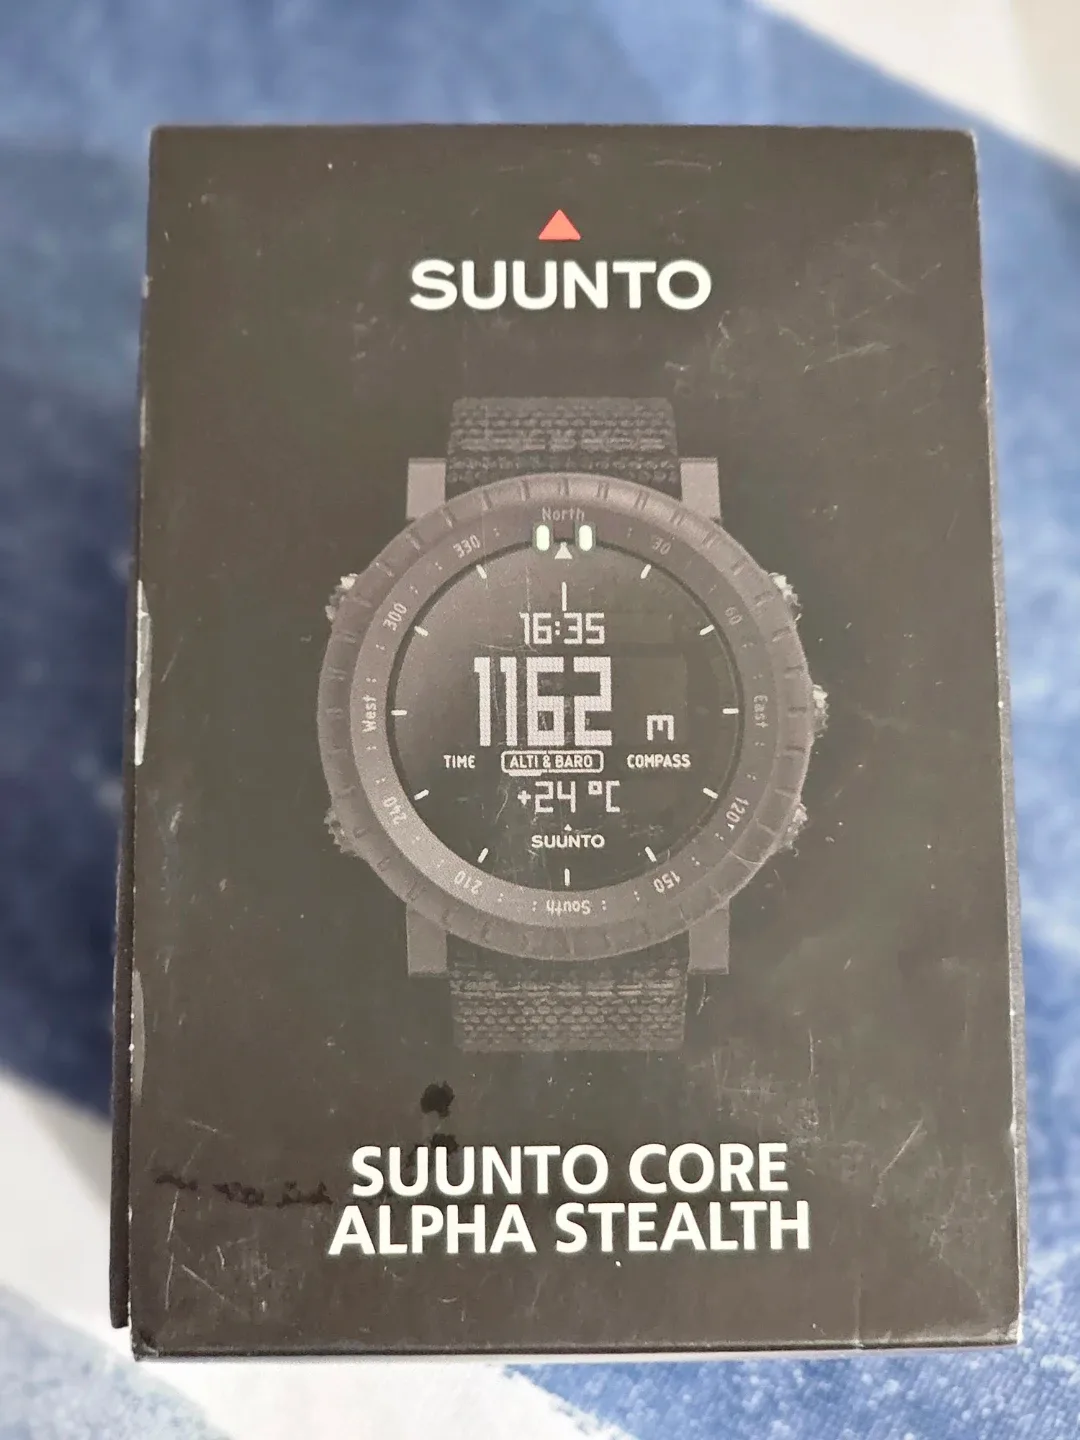 SUUNTO
North
330 30
300 60
16:35
1162 m
West East
TIME ALTI & BARO COMPASS
+24 °C
240 120
SUUNTO
210 150
South
SUUNTO CORE
ALPHA STEALTH